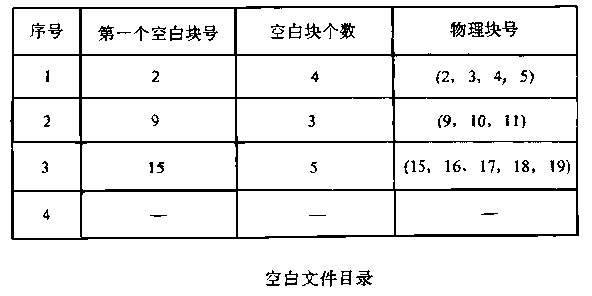 序号 第一个空白块号 空白块个数 物理块号
1 2 4 (2, 3, 4, 5)
2 9 3 (9, 10, 11)
3 15 5 (15, 16、17, 18, 19)
4 — — —
空白文件目录